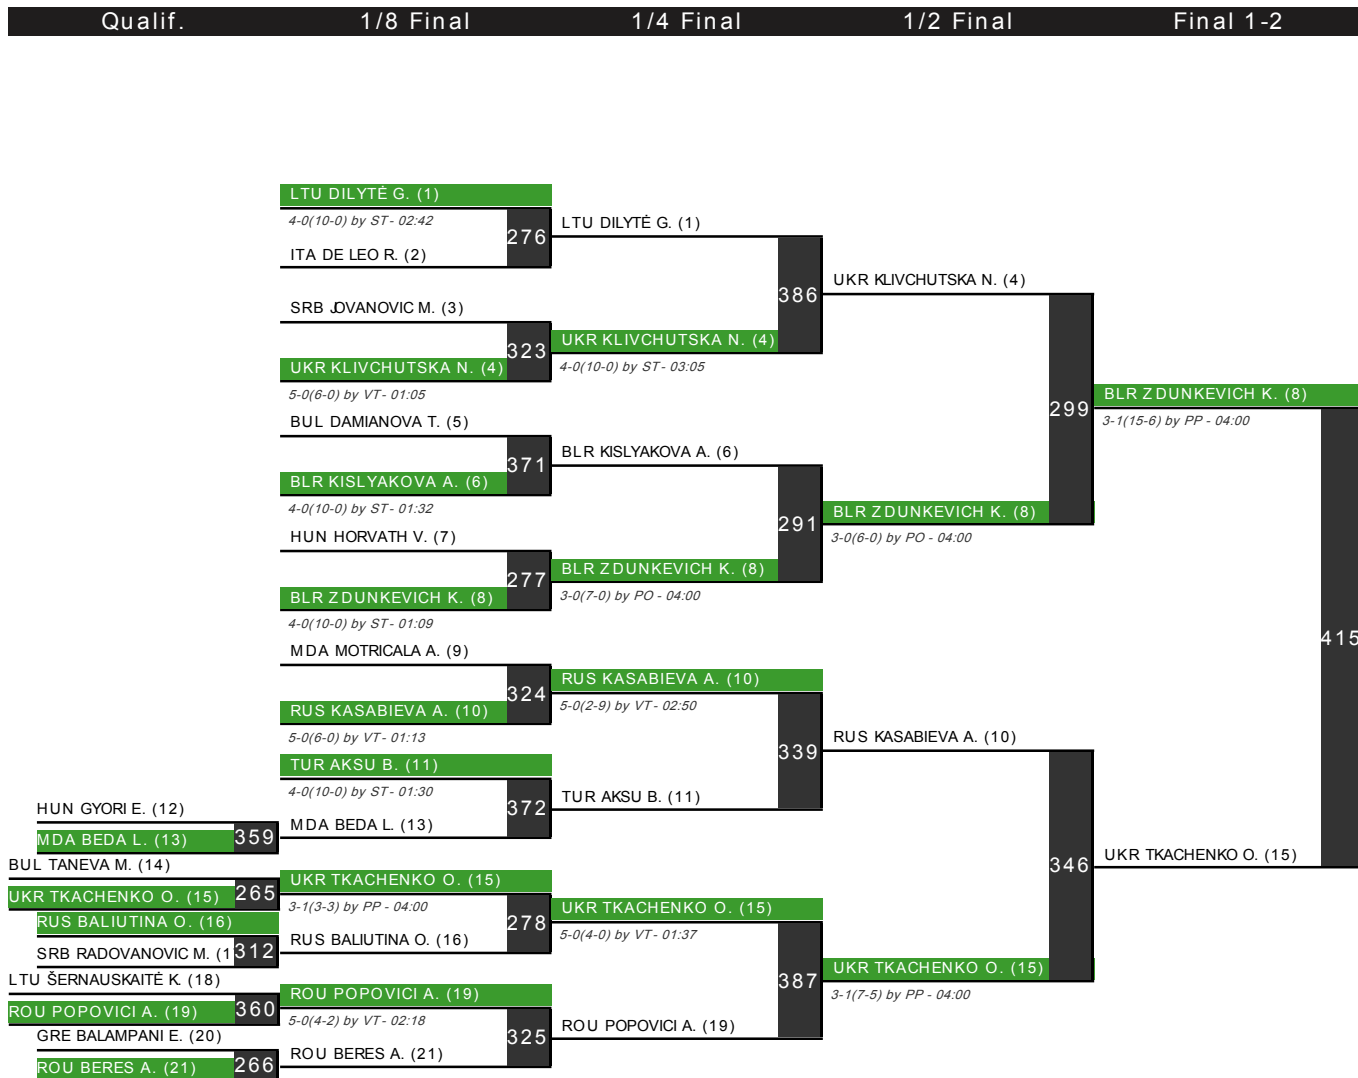 Qualif. 1/8 Final 1/4 Final 1/2 Final Final 1-2
LTU DILYTĖ G. (1)
4-0(10-0) by ST - 02:42
276
ITA DE LEO R. (2)
LTU DILYTĖ G. (1)
386
SRB JOVANOVIC M. (3)
323
UKR KLIVCHUTSKA N. (4)
5-0(6-0) by VT - 01:05
UKR KLIVCHUTSKA N. (4)
4-0(10-0) by ST - 03:05
UKR KLIVCHUTSKA N. (4)
299
BUL DAMIANOVA T. (5)
371
BLR KISLYAKOVA A. (6)
4-0(10-0) by ST - 01:32
BLR KISLYAKOVA A. (6)
291
HUN HORVATH V. (7)
277
BLR ZDUNKEVICH K. (8)
4-0(10-0) by ST - 01:09
BLR ZDUNKEVICH K. (8)
3-0(7-0) by PO - 04:00
BLR ZDUNKEVICH K. (8)
3-0(6-0) by PO - 04:00
BLR ZDUNKEVICH K. (8)
3-1(15-6) by PP - 04:00
415
MDA MOTRICALA A. (9)
324
RUS KASABIEVA A. (10)
5-0(6-0) by VT - 01:13
RUS KASABIEVA A. (10)
5-0(2-9) by VT - 02:50
339
RUS KASABIEVA A. (10)
TUR AKSU B. (11)
4-0(10-0) by ST - 01:30
372
MDA BEDA L. (13)
TUR AKSU B. (11)
HUN GYORI E. (12)
359
MDA BEDA L. (13)
BUL TANEVA M. (14)
265
UKR TKACHENKO O. (15)
RUS BALIUTINA O. (16)
312
SRB RADOVANOVIC M. (1
UKR TKACHENKO O. (15)
3-1(3-3) by PP - 04:00
278
RUS BALIUTINA O. (16)
UKR TKACHENKO O. (15)
5-0(4-0) by VT - 01:37
387
346
UKR TKACHENKO O. (15)
UKR TKACHENKO O. (15)
3-1(7-5) by PP - 04:00
LTU ŠERNAUSKAITĖ K. (18)
360
ROU POPOVICI A. (19)
GRE BALAMPANI E. (20)
266
ROU BERES A. (21)
ROU POPOVICI A. (19)
5-0(4-2) by VT - 02:18
325
ROU BERES A. (21)
ROU POPOVICI A. (19)